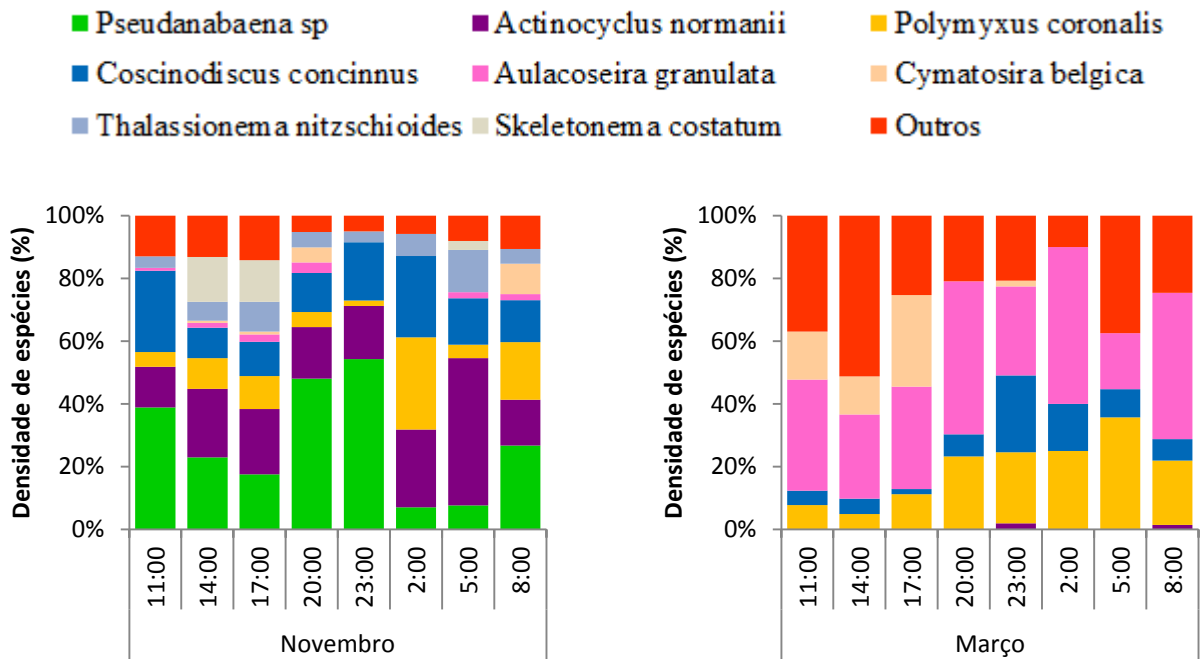 Pseudanabaena sp Actinocyclus normanii Polymyxus coronalis
Coscinodiscus concinnus Aulacoseira granulata Cymatosira belgica
Thalassionema nitzschioides Skeletonema costatum Outros
Densidade de espécies (%)
100%
80%
60%
40%
20%
0%
11:00 14:00 17:00 20:00 23:00 2:00 5:00 8:00
Novembro
Densidade de espécies (%)
100%
80%
60%
40%
20%
0%
11:00 14:00 17:00 20:00 23:00 2:00 5:00 8:00
Março